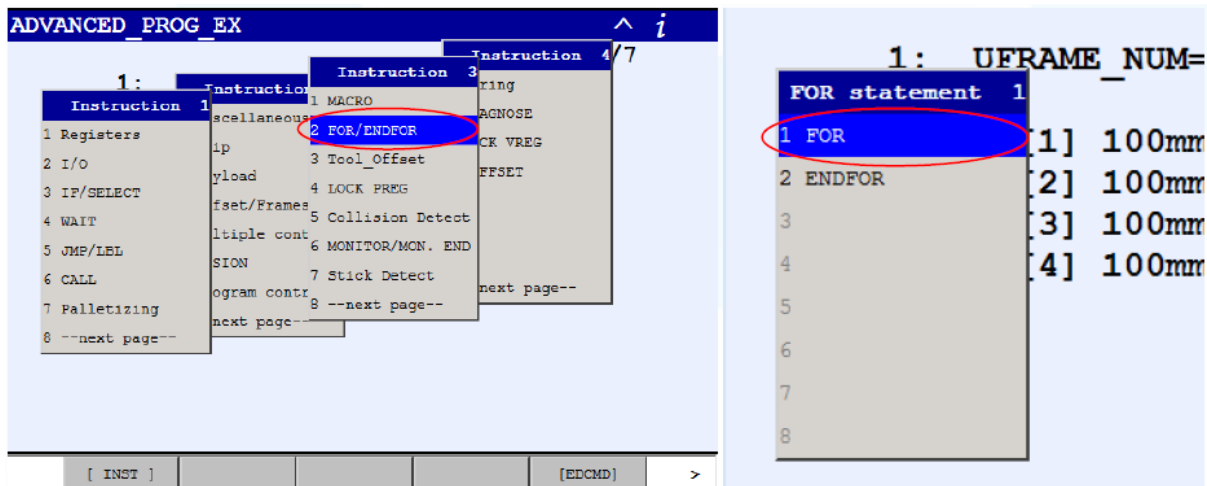 ADVANCED_PROG_EX
^ i
4/7
1:
Instruction 1
1 Registers
2 I/O
3 IF/SELECT
4 WAIT
5 JMP/LBL
6 CALL
7 Palletizing
8 --next page--
Instruction
scellaneous
ip
yload
fset/Frames
ltiple cont
SION
ogram contr
next page--
Instruction 3
1 MACRO
2 FOR/ENDFOR
3 Tool_Offset
4 LOCK PREG
5 Collision Detect
6 MONITOR/MON. END
7 Stick Detect
8 --next page--
Instruction 4
ring
AGNOSE
CK VREG
FFSET
next page--
[ INST ]
[EDCMD]
>
1: UFRAME_NUM=
FOR statement 1
1 FOR
2 ENDFOR
3
4
5
6
7
8
[1] 100mm
[2] 100mm
[3] 100mm
[4] 100mm